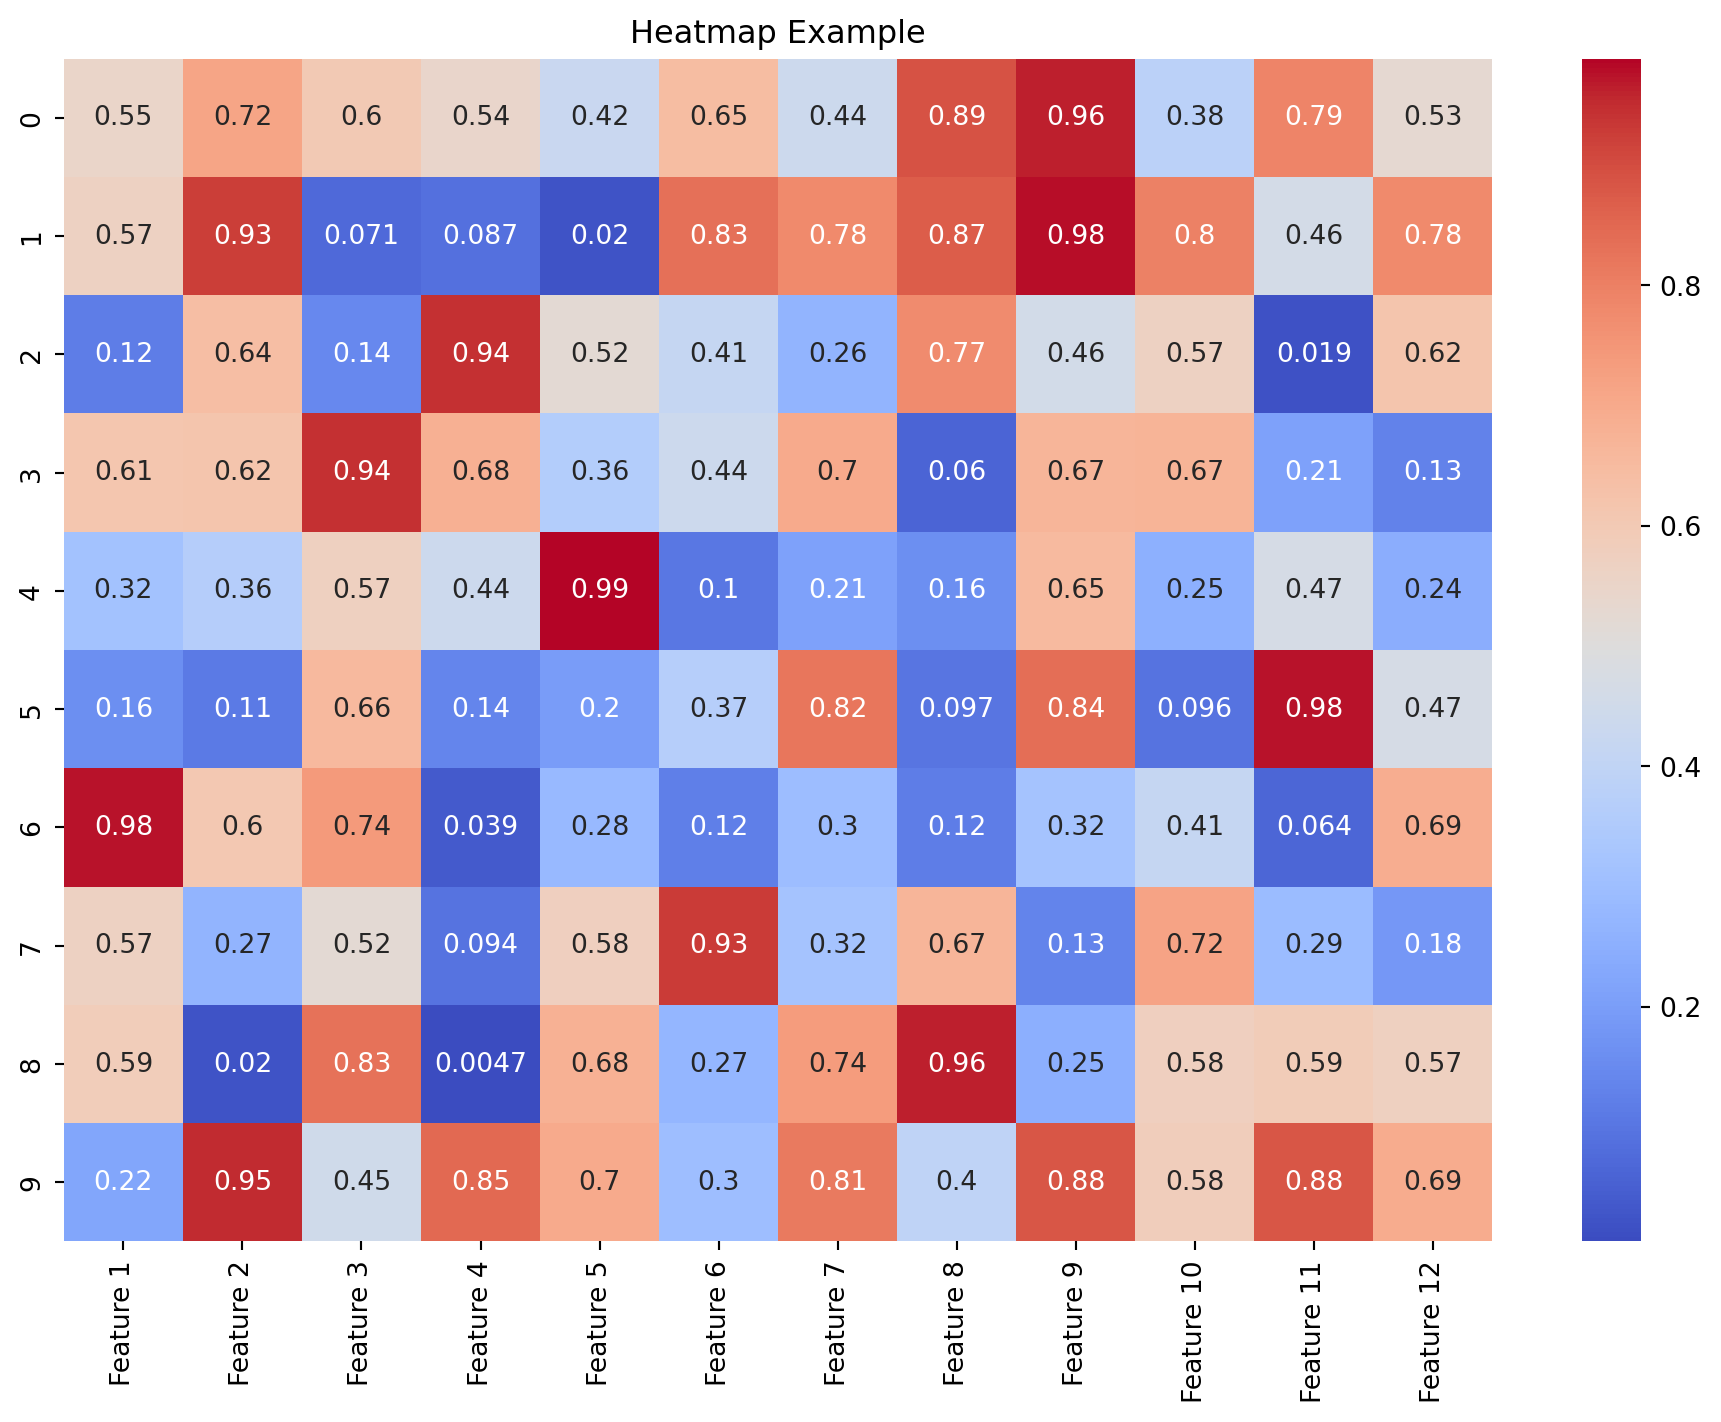 Heatmap Example
0 0.55 0.72 0.6 0.54 0.42 0.65 0.44 0.89 0.96 0.38 0.79 0.53
1 0.57 0.93 0.071 0.087 0.02 0.83 0.78 0.87 0.98 0.8 0.46 0.78
0.8
2 0.12 0.64 0.14 0.94 0.52 0.41 0.26 0.77 0.46 0.57 0.019 0.62
3 0.61 0.62 0.94 0.68 0.36 0.44 0.7 0.06 0.67 0.67 0.21 0.13
0.6
4 0.32 0.36 0.57 0.44 0.99 0.1 0.21 0.16 0.65 0.25 0.47 0.24
5 0.16 0.11 0.66 0.14 0.2 0.37 0.82 0.097 0.84 0.096 0.98 0.47
0.4
6 0.98 0.6 0.74 0.039 0.28 0.12 0.3 0.12 0.32 0.41 0.064 0.69
7 0.57 0.27 0.52 0.094 0.58 0.93 0.32 0.67 0.13 0.72 0.29 0.18
0.2
8 0.59 0.02 0.83 0.0047 0.68 0.27 0.74 0.96 0.25 0.58 0.59 0.57
9 0.22 0.95 0.45 0.85 0.7 0.3 0.81 0.4 0.88 0.58 0.88 0.69
Feature 1
Feature 2
Feature 3
Feature 4
Feature 5
Feature 6
Feature 7
Feature 8
Feature 9
Feature 10
Feature 11
Feature 12